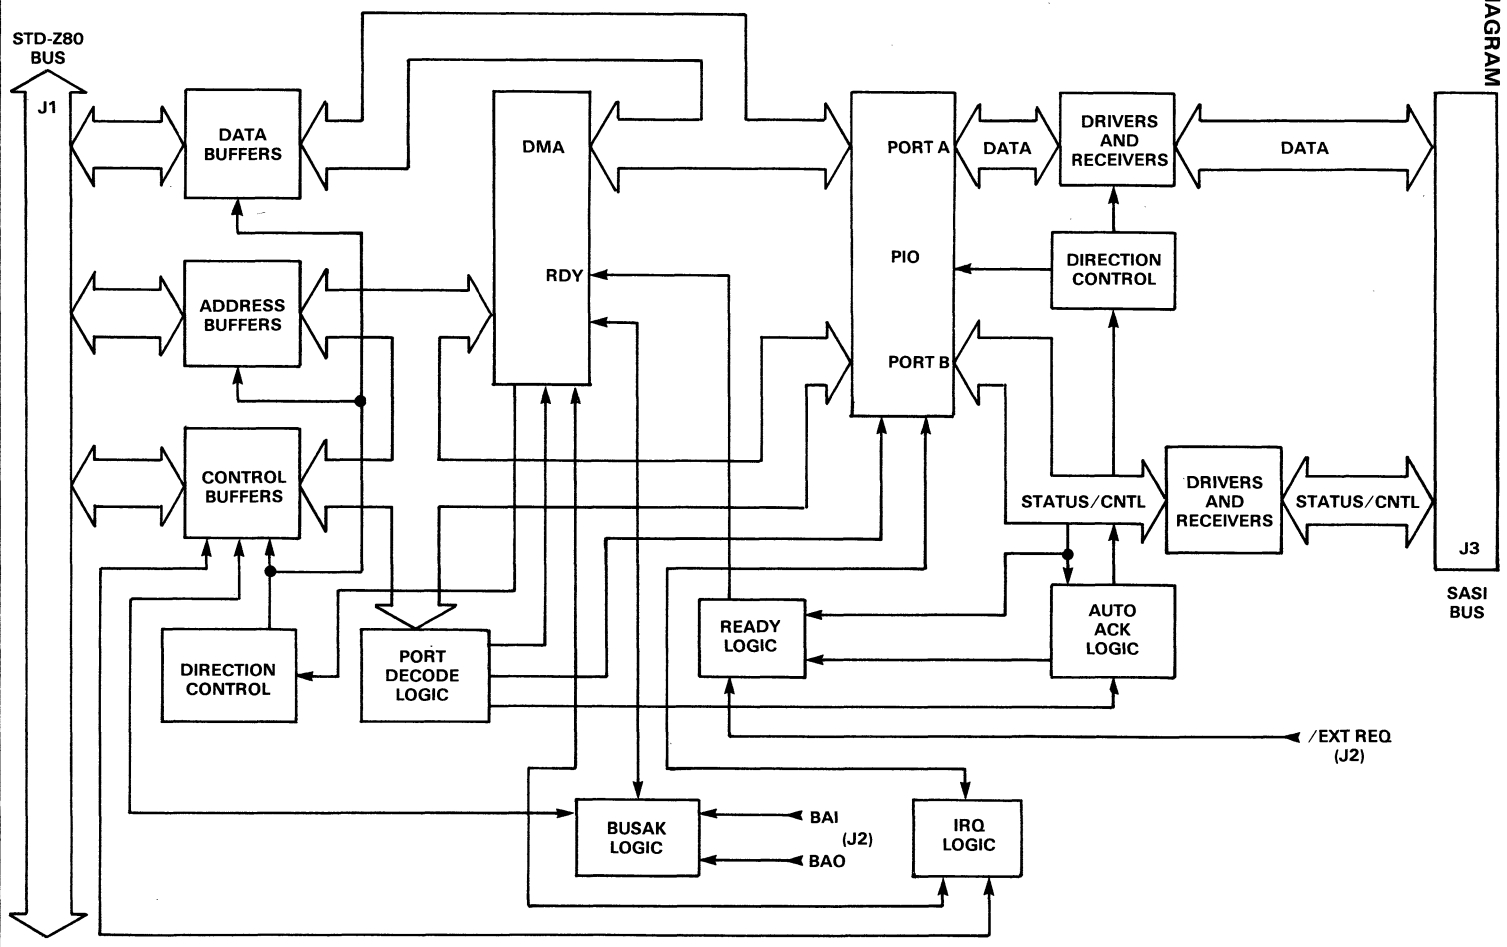 IAGRAM
STD-Z80
BUS
J1
DATA
BUFFERS
DMA
PORT A
DATA
DRIVERS
AND
RECEIVERS
DATA
ADDRESS
BUFFERS
RDY
PIO
DIRECTION
CONTROL
PORT B
CONTROL
BUFFERS
STATUS/CNTL
DRIVERS
AND
RECEIVERS
STATUS/CNTL
J3
SASI
BUS
DIRECTION
CONTROL
PORT
DECODE
LOGIC
READY
LOGIC
AUTO
ACK
LOGIC
/EXT REQ
(J2)
BUSAK
LOGIC
BAI
(J2)
BAO
IRQ
LOGIC